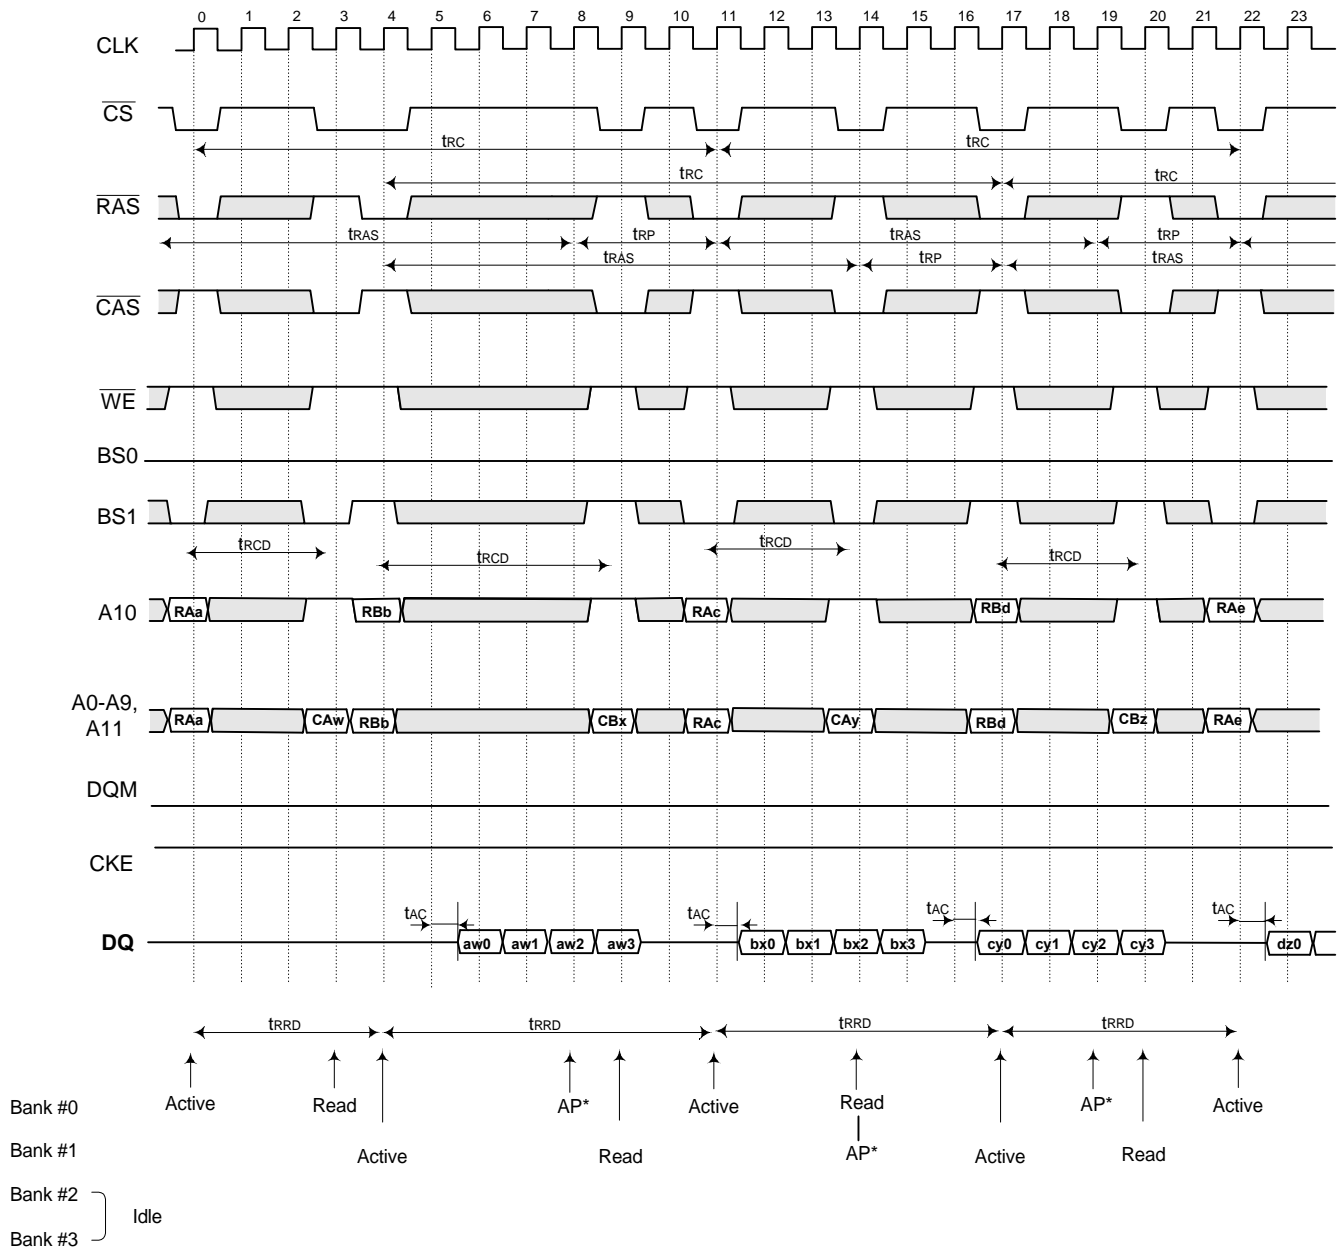 0 1 2 3 4 5 6 7 8 9 10 11 12 13 14 15 16 17 18 19 20 21 22 23
CLK
CS
tRC tRC
tRC tRC
RAS
tRAS tRP tRAS tRP
tRAS tRP tRAS
CAS
WE
BS0
BS1
tRCD tRCD tRCD tRCD
A10 RAa RBb RAc RBd RAe
A0-A9,
A11 RAa CAw RBb CBx RAc CAy RBd CBz RAe
DQM
CKE
tAC tAC tAC tAC
DQ aw0 aw1 aw2 aw3 bx0 bx1 bx2 bx3 cy0 cy1 cy2 cy3 dz0
tRRD tRRD tRRD tRRD
Bank #0 Active Read AP* Active Read AP* Active
Bank #1 Active Read AP* Active Read
Bank #2
Idle
Bank #3